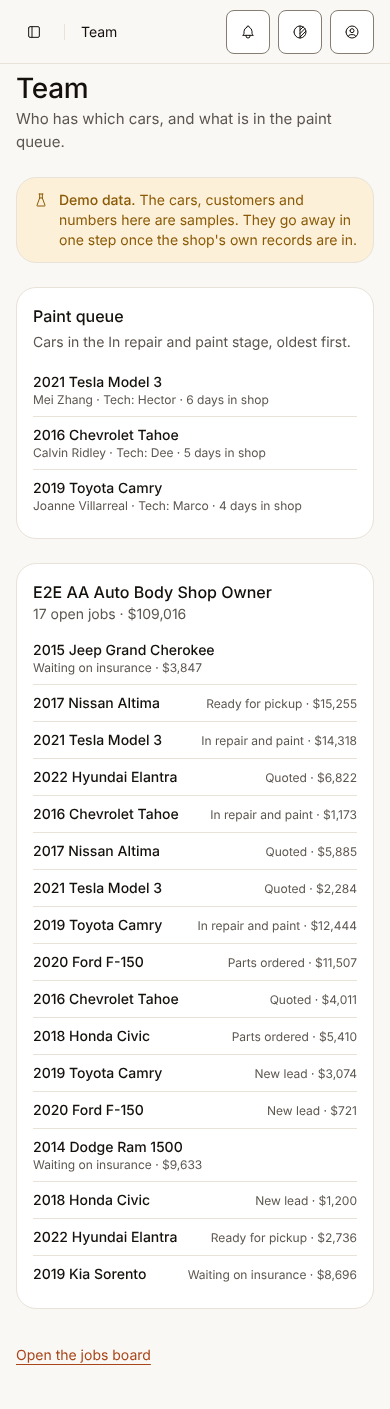 Team
Team
Who has which cars, and what is in the paint
queue.
Demo data. The cars, customers and
numbers here are samples. They go away in
one step once the shop's own records are in.
Paint queue
Cars in the In repair and paint stage, oldest first.
2021 Tesla Model 3
Mei Zhang · Tech: Hector · 6 days in shop
2016 Chevrolet Tahoe
Calvin Ridley · Tech: Dee · 5 days in shop
2019 Toyota Camry
Joanne Villarreal · Tech: Marco · 4 days in shop
E2E AA Auto Body Shop Owner
17 open jobs · $109,016
2015 Jeep Grand Cherokee
Waiting on insurance · $3,847
2017 Nissan Altima Ready for pickup · $15,255
2021 Tesla Model 3 In repair and paint · $14,318
2022 Hyundai Elantra Quoted · $6,822
2016 Chevrolet Tahoe In repair and paint · $1,173
2017 Nissan Altima Quoted · $5,885
2021 Tesla Model 3 Quoted · $2,284
2019 Toyota Camry In repair and paint · $12,444
2020 Ford F-150 Parts ordered · $11,507
2016 Chevrolet Tahoe Quoted · $4,011
2018 Honda Civic Parts ordered · $5,410
2019 Toyota Camry New lead · $3,074
2020 Ford F-150 New lead · $721
2014 Dodge Ram 1500
Waiting on insurance · $9,633
2018 Honda Civic New lead · $1,200
2022 Hyundai Elantra Ready for pickup · $2,736
2019 Kia Sorento Waiting on insurance · $8,696
Open the jobs board